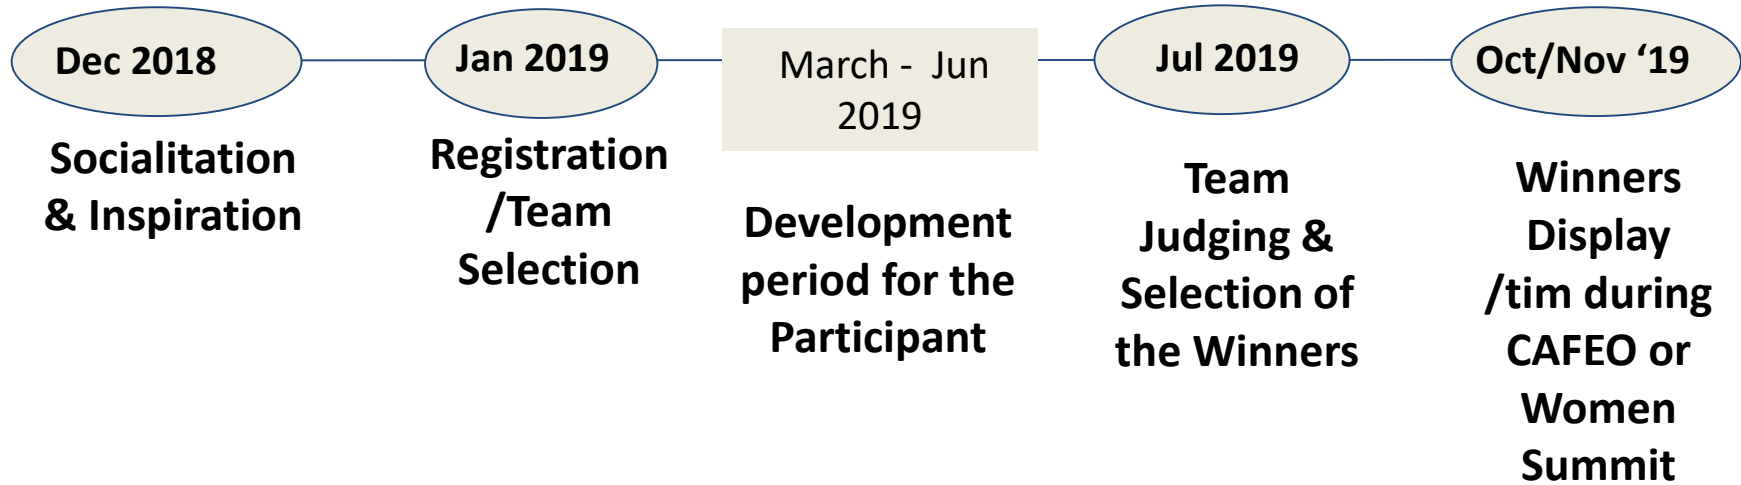 Dec 2018
Socialitation
& Inspiration
Jan 2019
Registration
/Team
Selection
March - Jun
2019
Development
period for the
Participant
Jul 2019
Team
Judging &
Selection of
the Winners
Oct/Nov ‘19
Winners
Display
/tim during
CAFEO or
Women
Summit